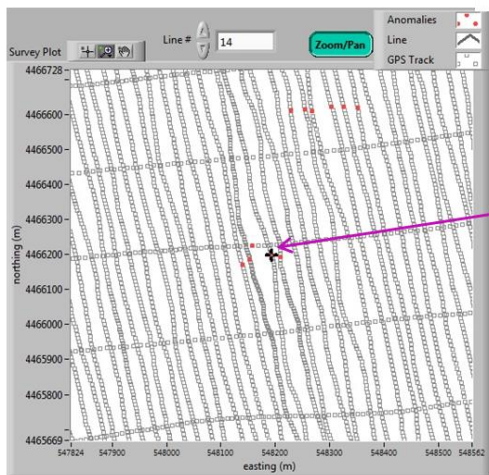 Survey Plot
Line #
14
Zoom/Pan
Anomalies
Line
GPS Track
northing (m)
4466728
4466600
4466500
4466400
4466300
4466200
4466100
4466000
4465900
4465800
4465669
547824 547900 548000 548100 548200 548300 548400 548500 548562
easting (m)